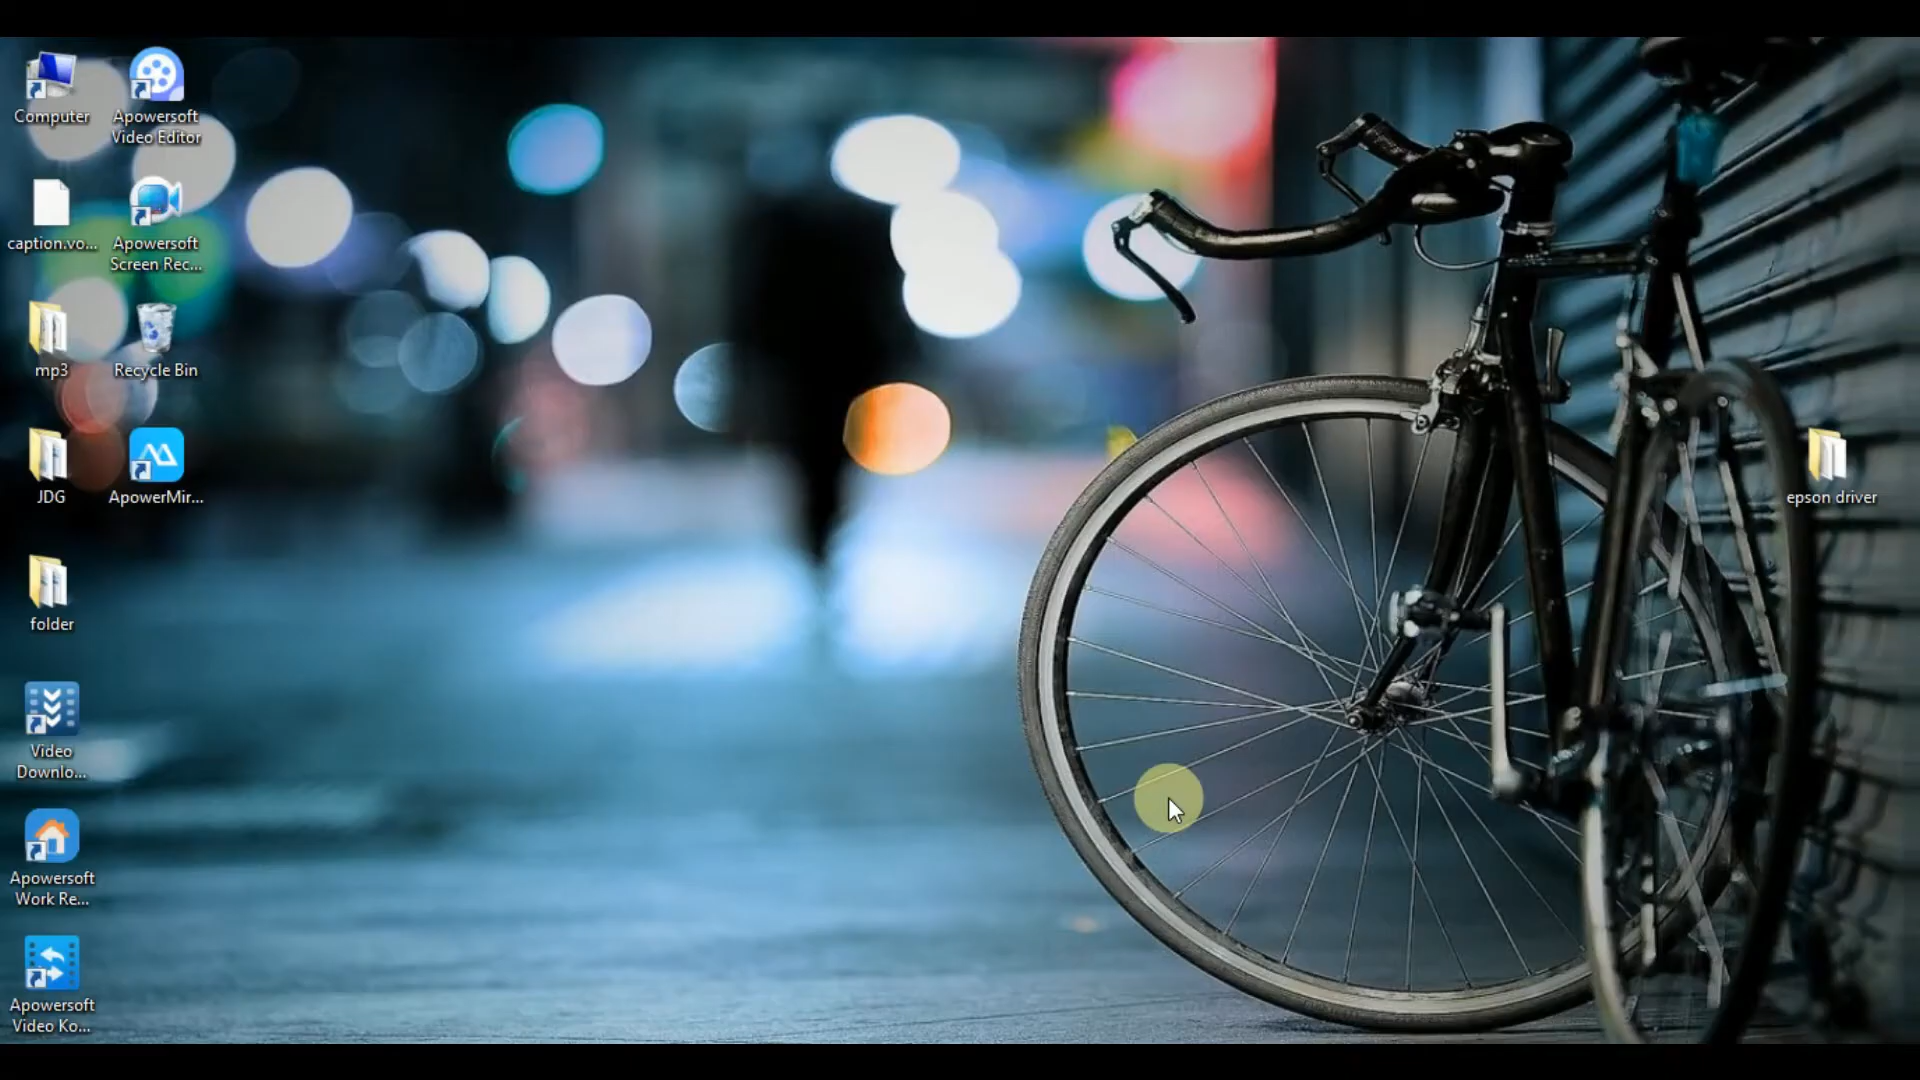 Computer
Apowersoft
Video Editor
caption.vo...
Apowersoft
Screen Rec...
mp3
Recycle Bin
JDG
ApowerMir...
epson driver
folder
Video
Downlo...
Apowersoft
Work Re...
Apowersoft
Video Ko...